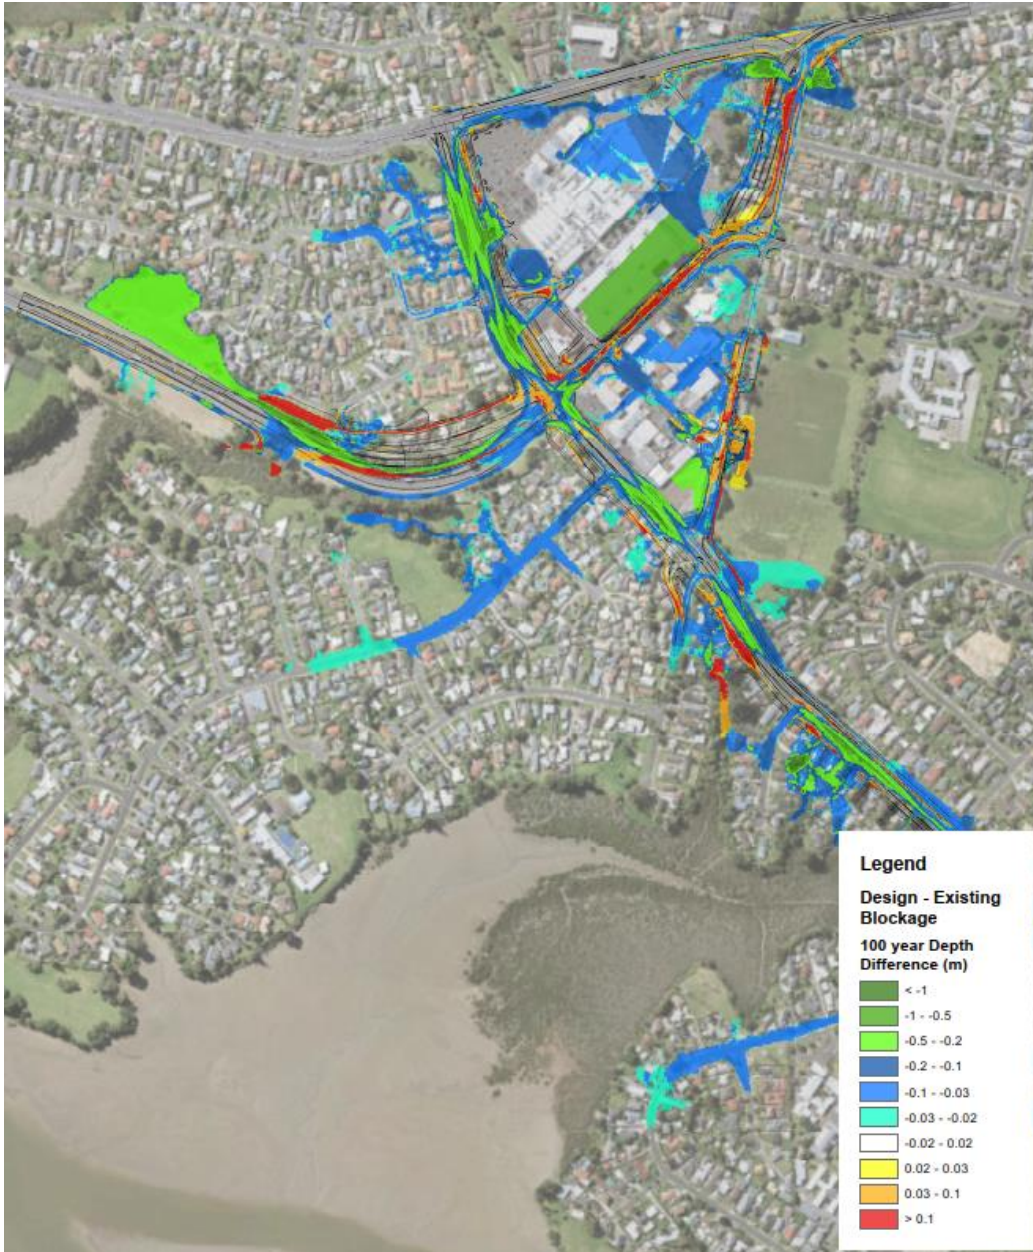 Legend
Design - Existing
Blockage
100 year Depth
Difference (m)
< -1
-1 - -0.5
-0.5 - -0.2
-0.2 - -0.1
-0.1 - -0.03
-0.03 - -0.02
-0.02 - 0.02
0.02 - 0.03
0.03 - 0.1
> 0.1